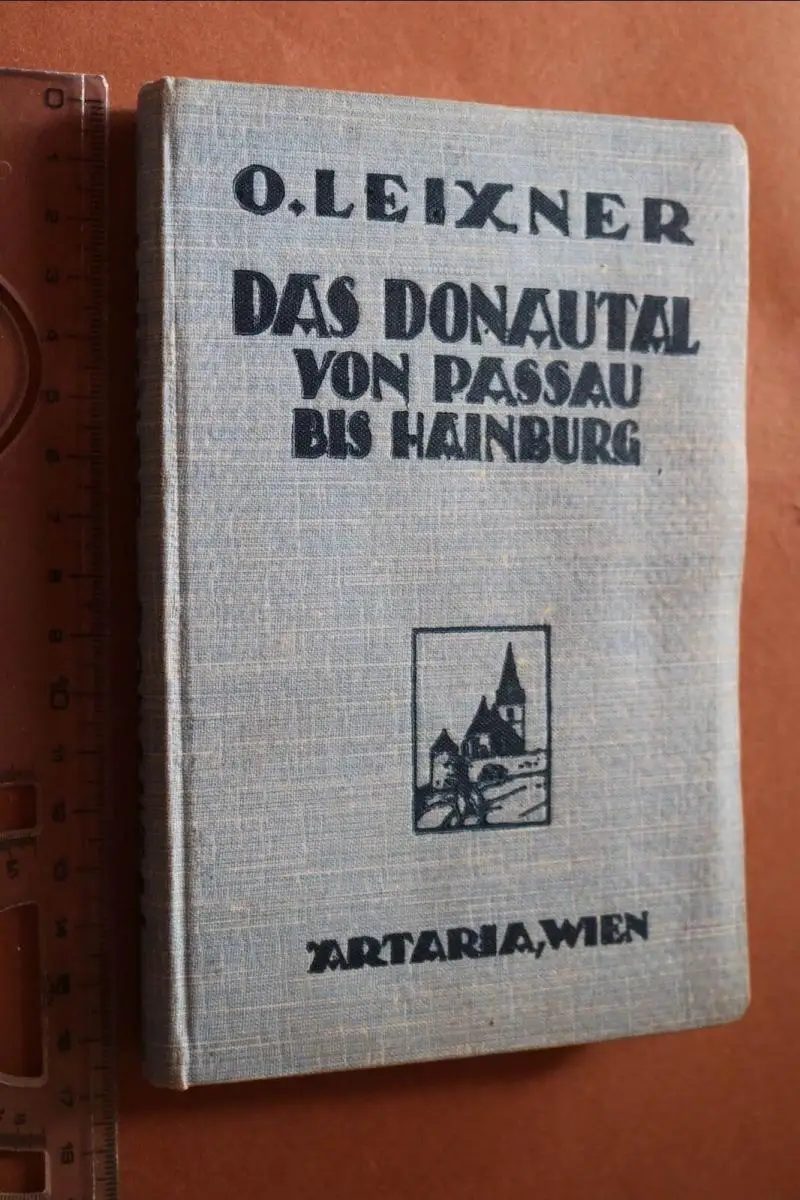 O. LEIXNER
DAS DONAUTAL
VON PASSAU
BIS HAINBURG
ARTARIA, WIEN